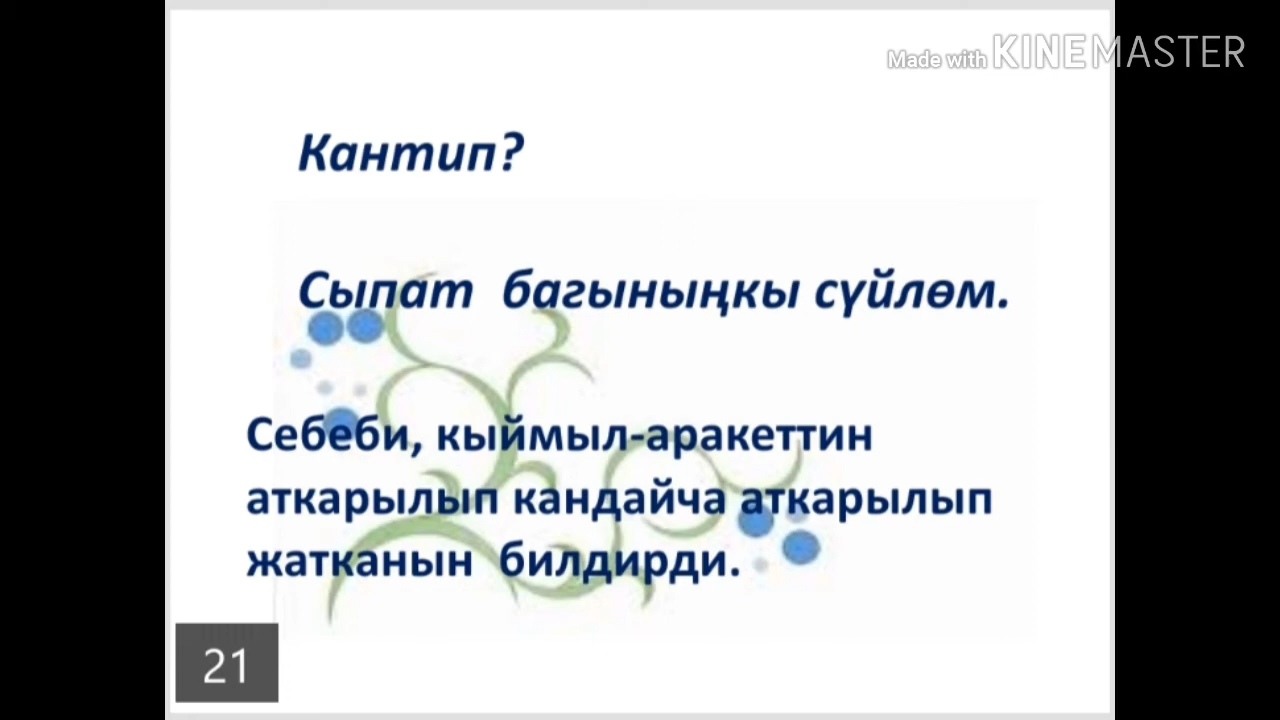 Made with KINEMASTER
Кантип?
Сыпат багыныңкы сүйлөм.
Себеби, кыймыл-аракеттин
аткарылып кандайча аткарылып
жатканын билдирди.
21